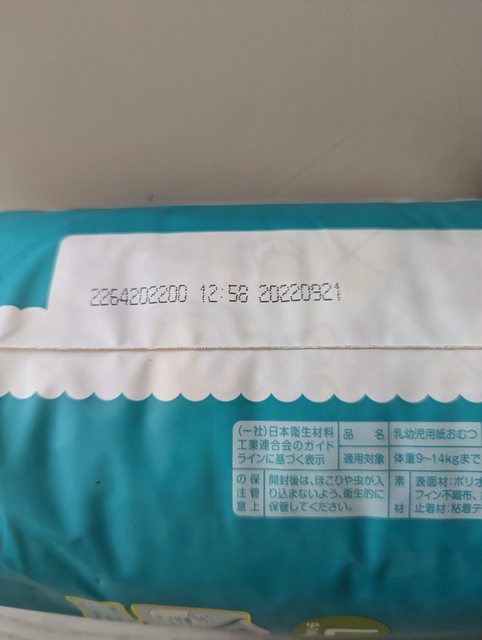 2264202200 12:58 20220921
(一社)日本衛生材料
工業連合会のガイド
ラインに基づく表示
品 名
乳幼児用紙おむつ
適用対象
体重9~14kgまで
保管上の注意
開封後は、ほこりや虫が入
り込まないよう、衛生的に
保管してください。
素材
表面材:ポリオ
フィン不織布、
止着材:粘着テ